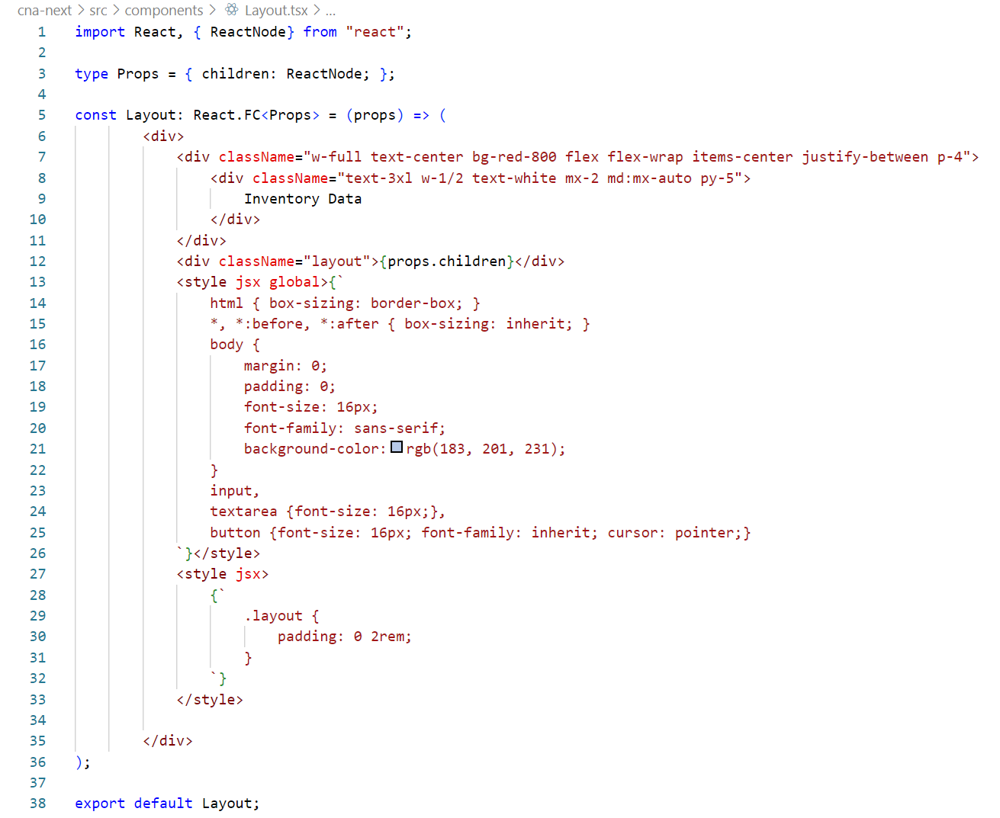 cna-next > src > components > Layout.tsx > ...
1 import React, { ReactNode} from "react";
2
3 type Props = { children: ReactNode; };
4
5 const Layout: React.FC<Props> = (props) => (
6 <div>
7 <div className="w-full text-center bg-red-800 flex flex-wrap items-center justify-between p-4">
8 <div className="text-3xl w-1/2 text-white mx-2 md:mx-auto py-5">
9 Inventory Data
10 </div>
11 </div>
12 <div className="layout">{props.children}</div>
13 <style jsx global>{`
14 html { box-sizing: border-box; }
15 *, *:before, *:after { box-sizing: inherit; }
16 body {
17 margin: 0;
18 padding: 0;
19 font-size: 16px;
20 font-family: sans-serif;
21 background-color: rgb(183, 201, 231);
22 }
23 input,
24 textarea {font-size: 16px;},
25 button {font-size: 16px; font-family: inherit; cursor: pointer;}
26 `}</style>
27 <style jsx>
28 {`
29 .layout {
30 padding: 0 2rem;
31 }
32 `}
33 </style>
34
35 </div>
36 );
37
38 export default Layout;